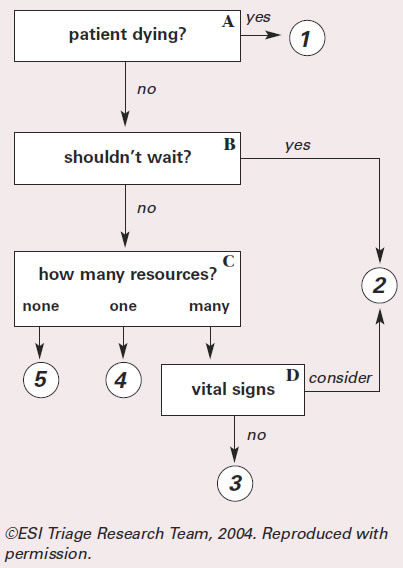 patient dying?
A
yes
1
no
shouldn't wait?
B
yes
no
how many resources?
C
none one many
2
5
4
vital signs
D
consider
no
3
©ESI Triage Research Team, 2004. Reproduced with
permission.